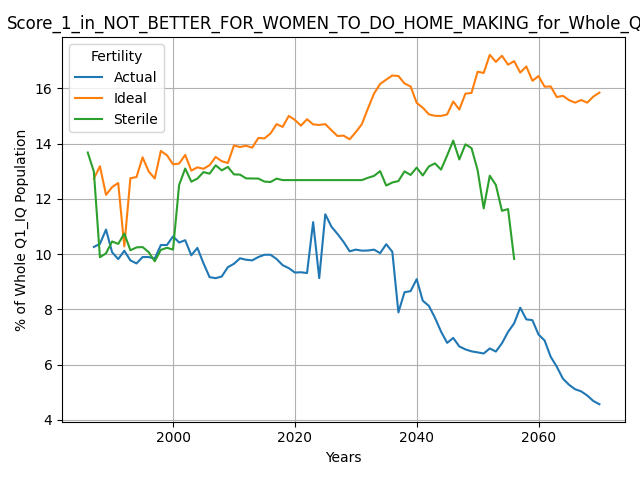 Score_1_in_NOT_BETTER_FOR_WOMEN_TO_DO_HOME_MAKING_for_Whole_Q
Fertility
Actual
Ideal
Sterile
% of Whole Q1_IQ Population
16
14
12
10
8
6
4
2000 2020 2040 2060
Years